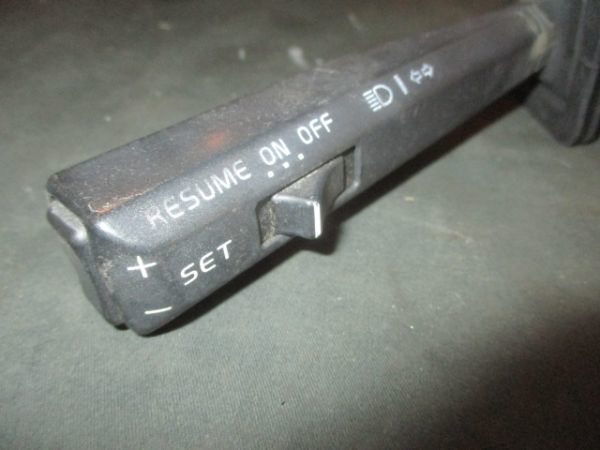 RESUME ON OFF
+ SET
−